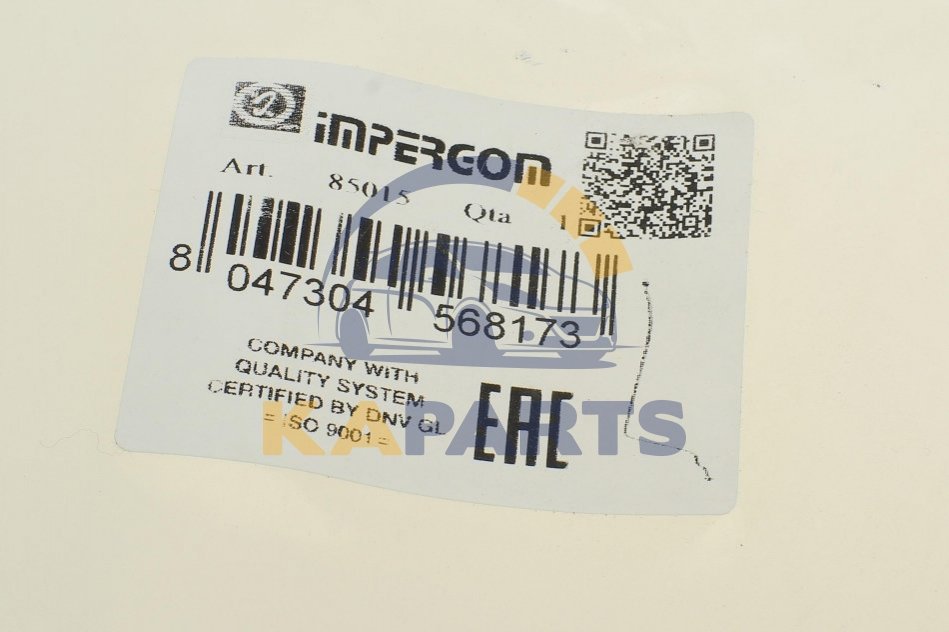 iMPERGOM
Art. 85015 Qta 1
8 047304 568173
COMPANY WITH
QUALITY SYSTEM
CERTIFIED BY DNV GL
= ISO 9001 =
EAC
KAPARTS